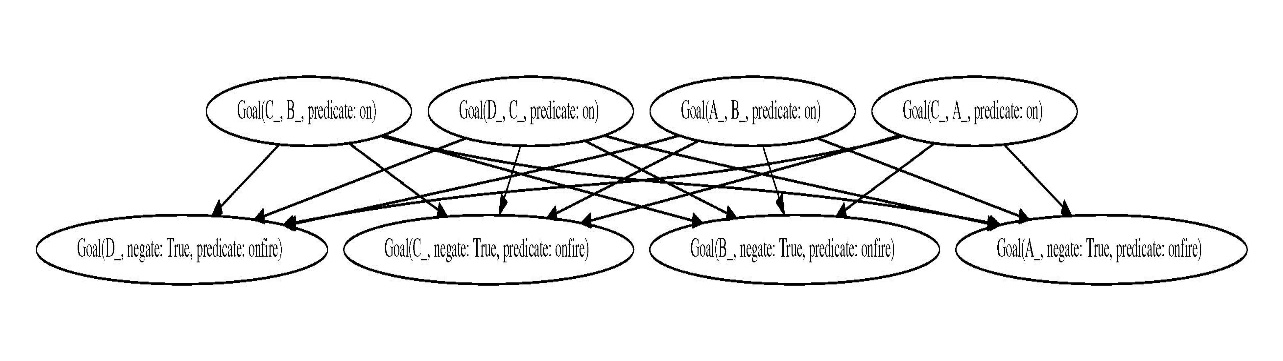 Goal(C_, B_, predicate: on)
Goal(D_, C_, predicate: on)
Goal(A_, B_, predicate: on)
Goal(C_, A_, predicate: on)
Goal(D_, negate: True, predicate: onfire)
Goal(C_, negate: True, predicate: onfire)
Goal(B_, negate: True, predicate: onfire)
Goal(A_, negate: True, predicate: onfire)